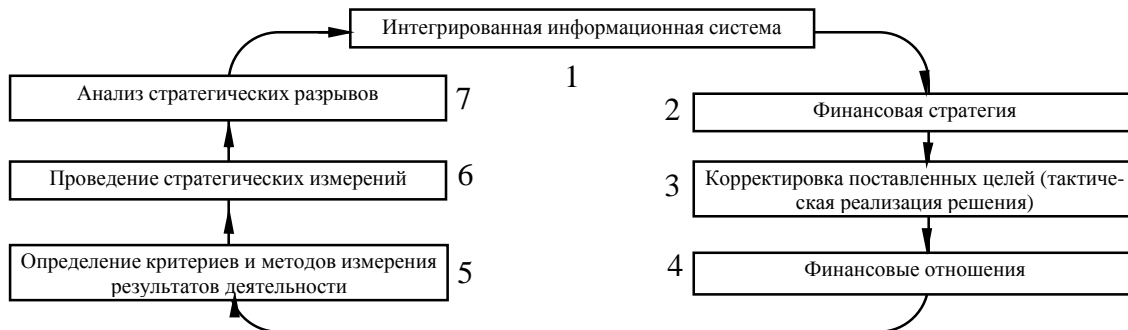 Интегрированная информационная система
1
Анализ стратегических разрывов
7
2
Финансовая стратегия
Проведение стратегических измерений
6
3
Корректировка поставленных целей (тактиче-
ская реализация решения)
Определение критериев и методов измерения
результатов деятельности
5
4
Финансовые отношения